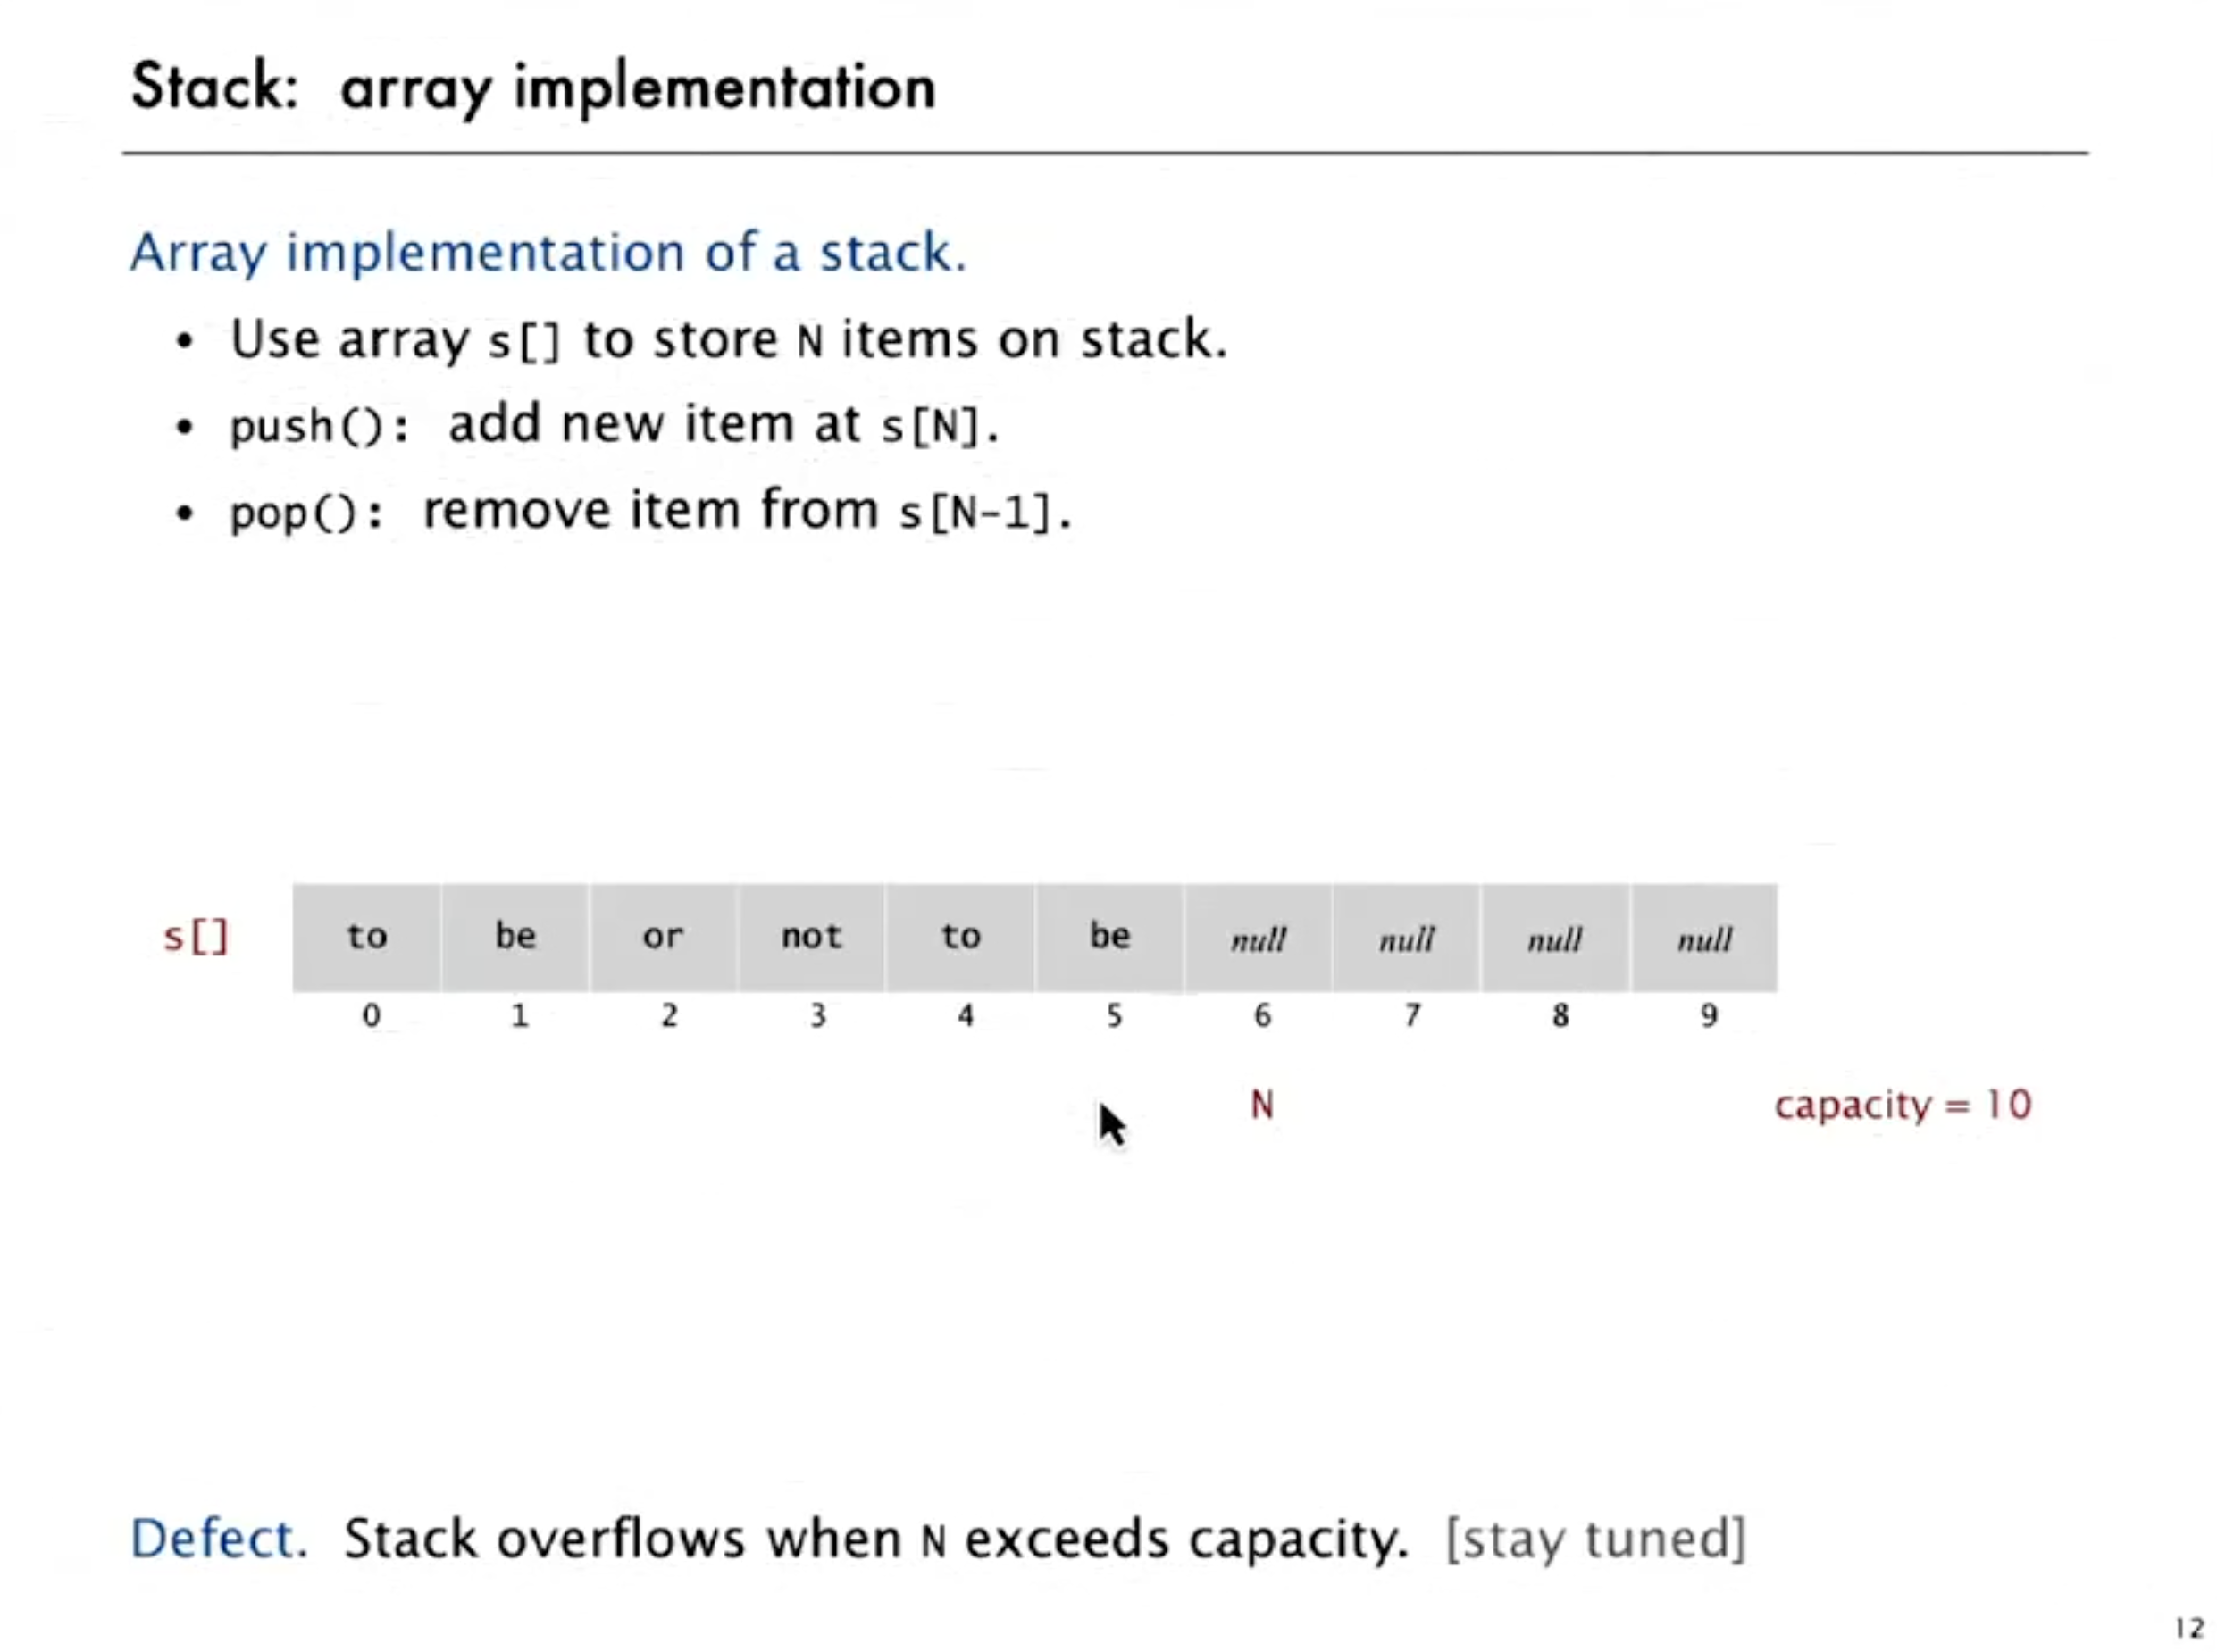 Stack: array implementation
Array implementation of a stack.
• Use array s[] to store N items on stack.
• push(): add new item at s[N].
• pop(): remove item from s[N-1].
s[] to be or not to be null null null null
0 1 2 3 4 5 6 7 8 9
N capacity = 10
Defect. Stack overflows when N exceeds capacity. [stay tuned]
12